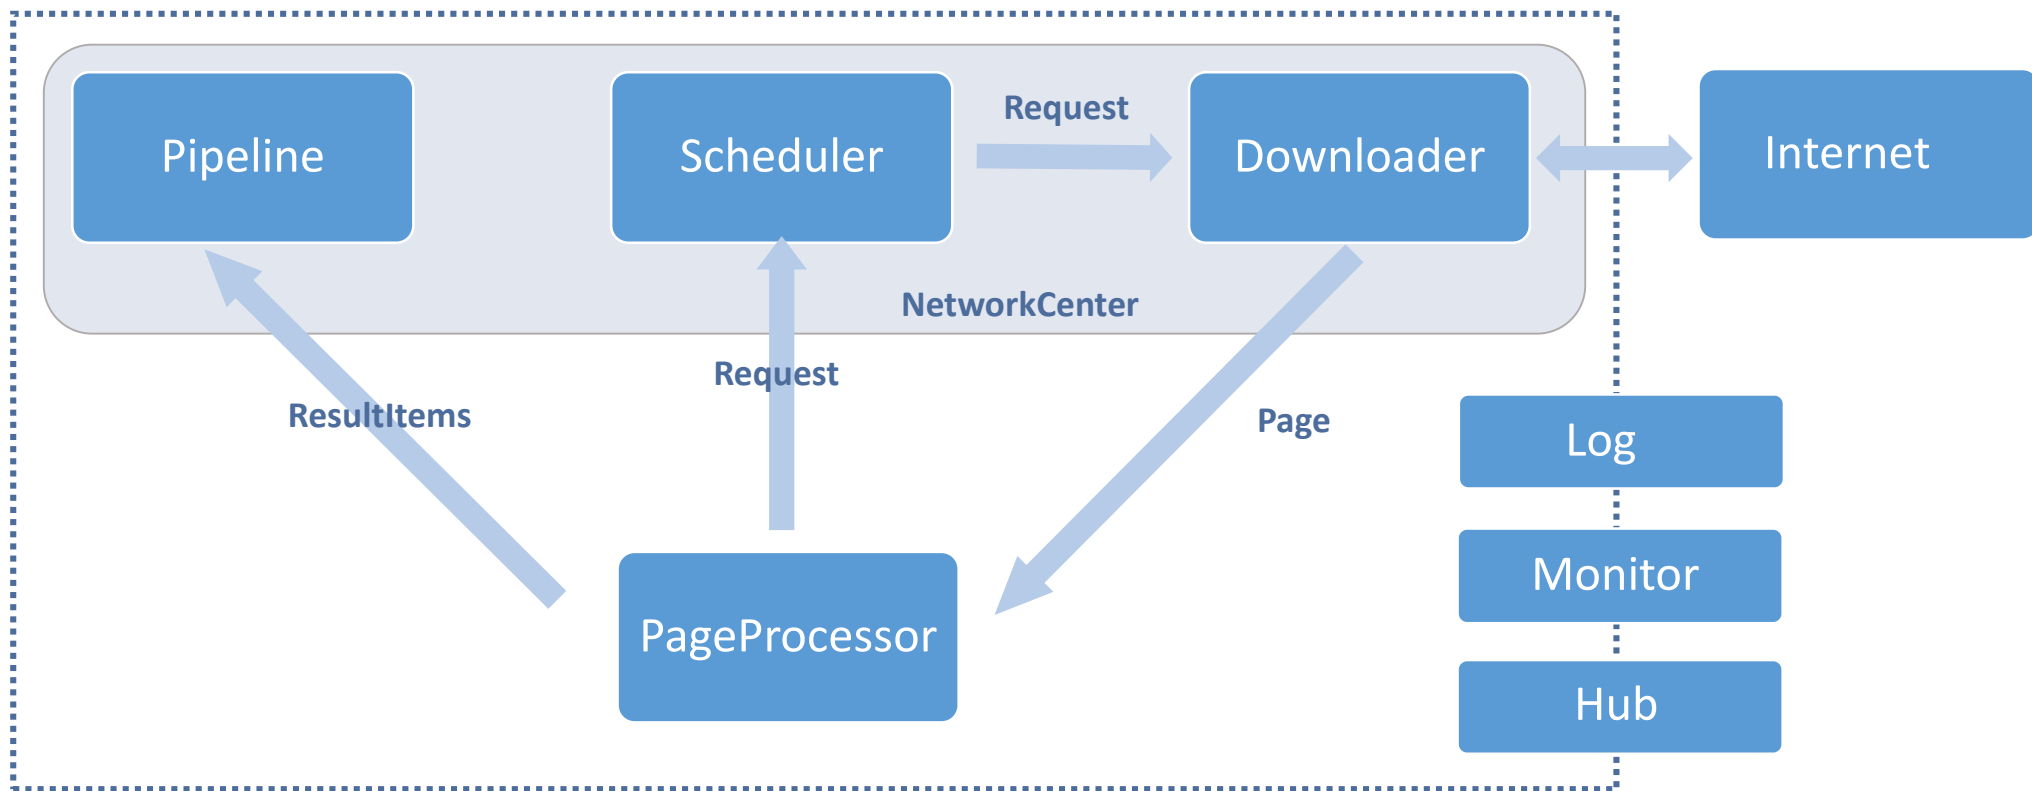 Pipeline
Scheduler
Request
Downloader
Internet
NetworkCenter
Request
ResultItems
Page
Log
Monitor
PageProcessor
Hub